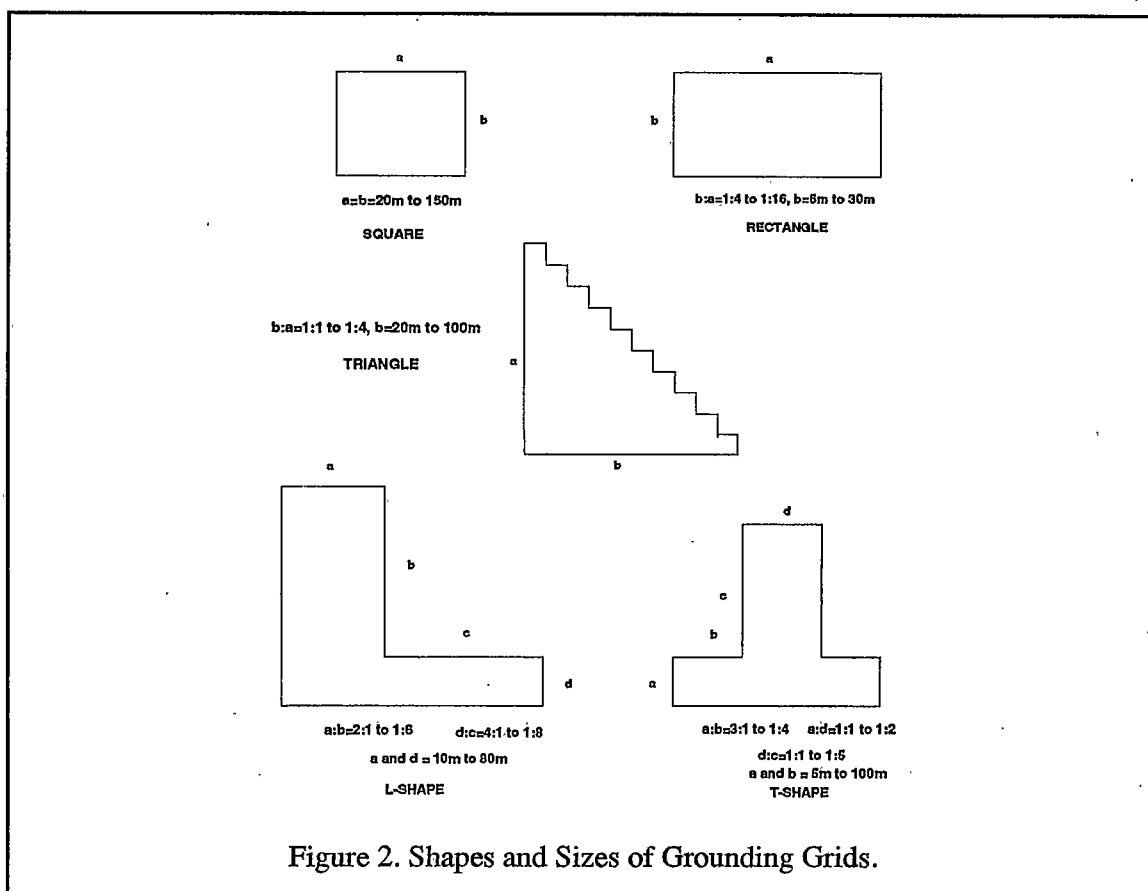 a
b
a=b=20m to 150m
SQUARE
a
b
b:a=1:4 to 1:16, b=5m to 30m
RECTANGLE
b:a=1:1 to 1:4, b=20m to 100m
TRIANGLE
a
b
a
b
c
d
a:b=2:1 to 1:6 d:c=4:1 to 1:8
a and d = 10m to 80m
L-SHAPE
d
c
b
a
a:b=3:1 to 1:4 a:d=1:1 to 1:2
d:c=1:1 to 1:5
a and b = 5m to 100m
T-SHAPE
Figure 2. Shapes and Sizes of Grounding Grids.